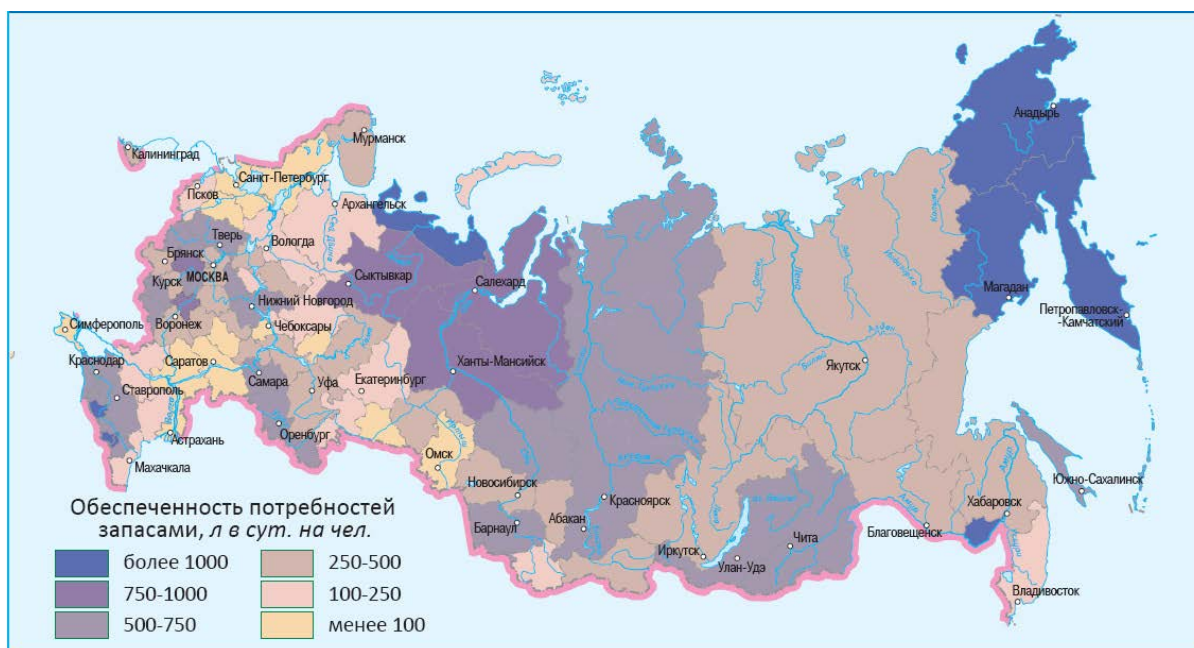 Анадырь
Мурманск
Калининград
Санкт-Петербург
Псков
Архангельск
Тверь
Вологда
Брянск
МОСКВА
Сыктывкар
Салехард
Курск
Нижний Новгород
Магадан
Воронеж
Чебоксары
Петропавловск-
-Камчатский
Симферополь
Саратов
Ханты-Мансийск
Якутск
Краснодар
Самара
Уфа
Екатеринбург
Ставрополь
Оренбург
Астрахань
Омск
Махачкала
Новосибирск
Красноярск
Южно-Сахалинск
Хабаровск
Барнаул
Абакан
Благовещенск
Чита
Иркутск
Улан-Удэ
Владивосток
Лена
Алдан
Обеспеченность потребностей
запасами, л в сут. на чел.
более 1000
250-500
750-1000
100-250
500-750
менее 100